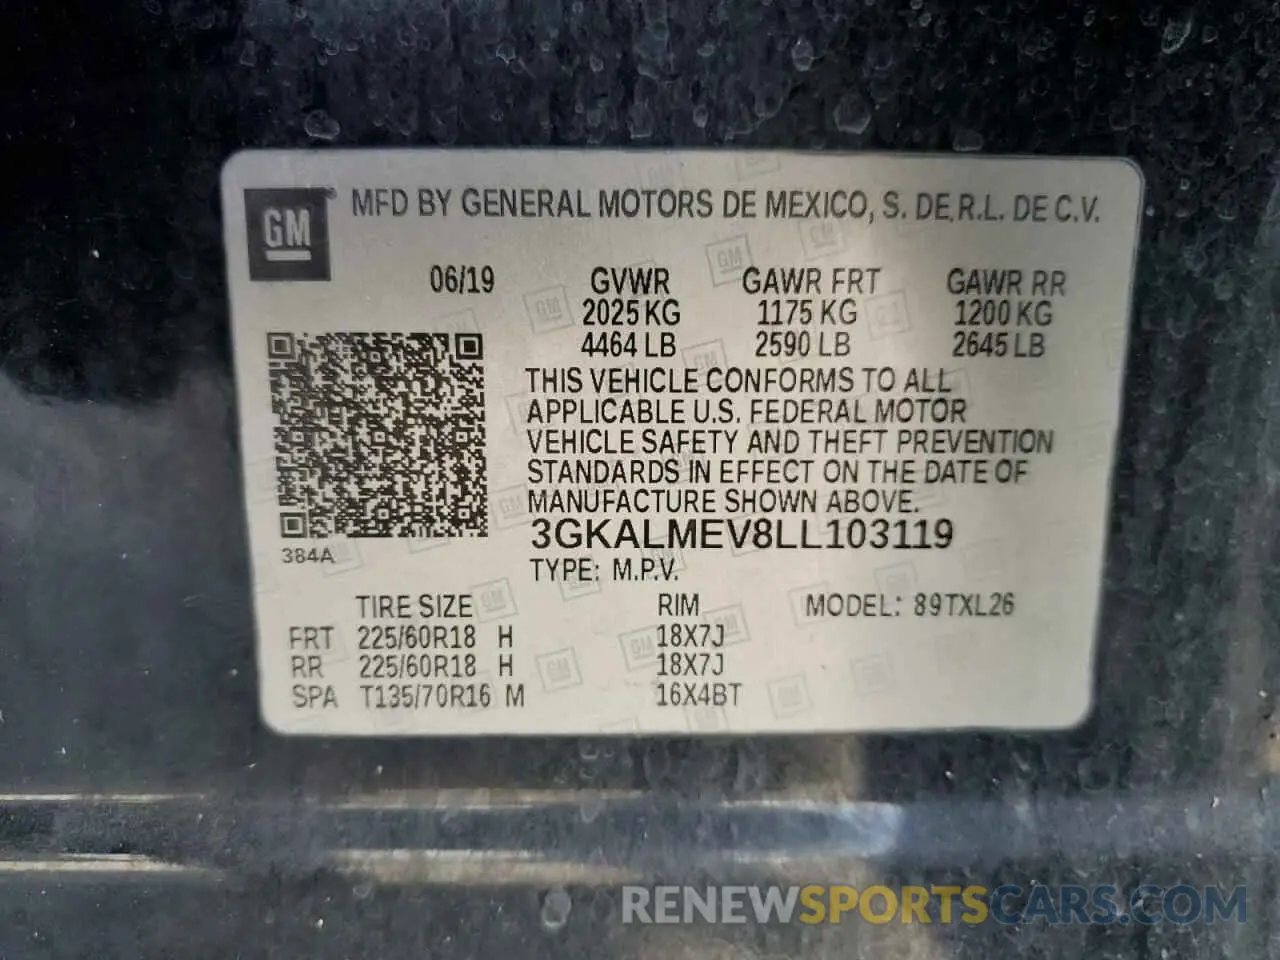 GM® MFD BY GENERAL MOTORS DE MEXICO, S. DE R.L. DE C.V.
06/19 GVWR GAWR FRT GAWR RR
2025 KG 1175 KG 1200 KG
4464 LB 2590 LB 2645 LB
THIS VEHICLE CONFORMS TO ALL
APPLICABLE U.S. FEDERAL MOTOR
VEHICLE SAFETY AND THEFT PREVENTION
STANDARDS IN EFFECT ON THE DATE OF
MANUFACTURE SHOWN ABOVE.
3GKALMEV8LL103119
384A
TYPE: M.P.V.
TIRE SIZE RIM MODEL: 89TXL26
FRT 225/60R18 H 18X7J
RR 225/60R18 H 18X7J
SPA T135/70R16 M 16X4BT
RENEWSPORTSCARS.COM